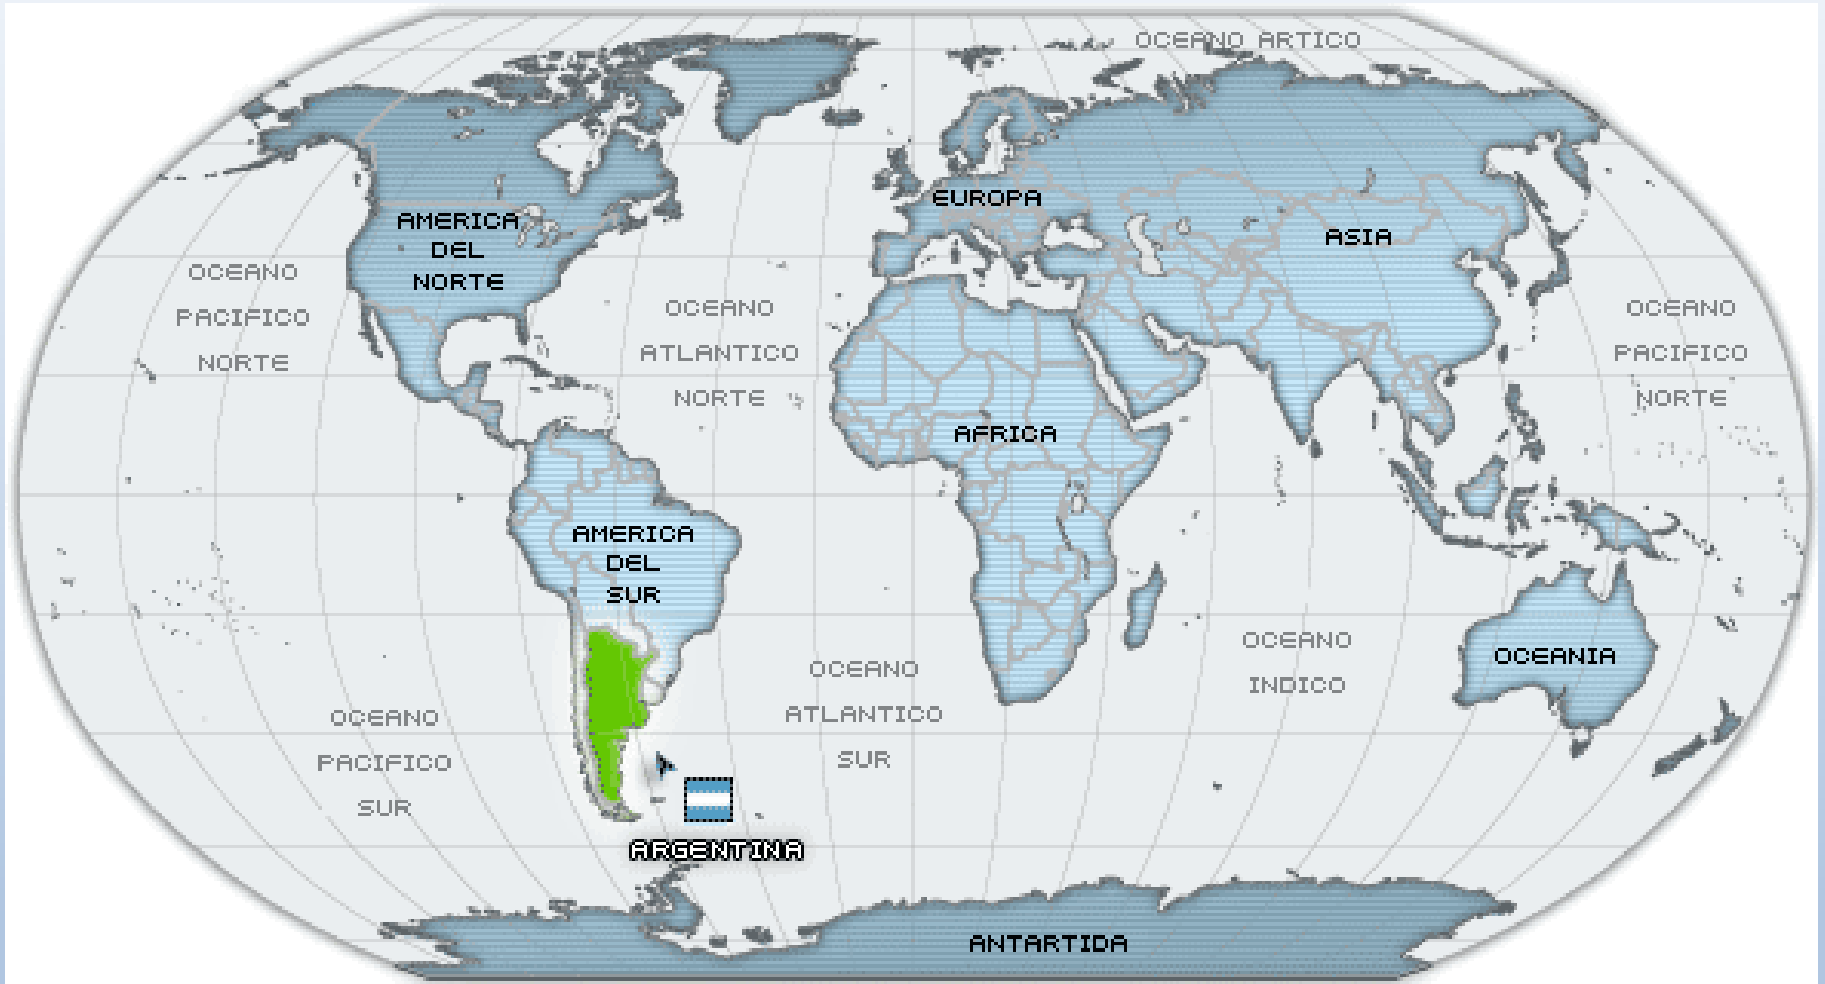 OCEANO ARTICO
EUROPA
AMERICA
DEL
NORTE
ASIA
OCEANO
PACIFICO
NORTE
OCEANO
ATLANTICO
NORTE
OCEANO
PACIFICO
NORTE
AFRICA
AMERICA
DEL
SUR
OCEANO
INDICO
OCEANIA
OCEANO
ATLANTICO
SUR
OCEANO
PACIFICO
SUR
ARGENTINA
ANTARTIDA